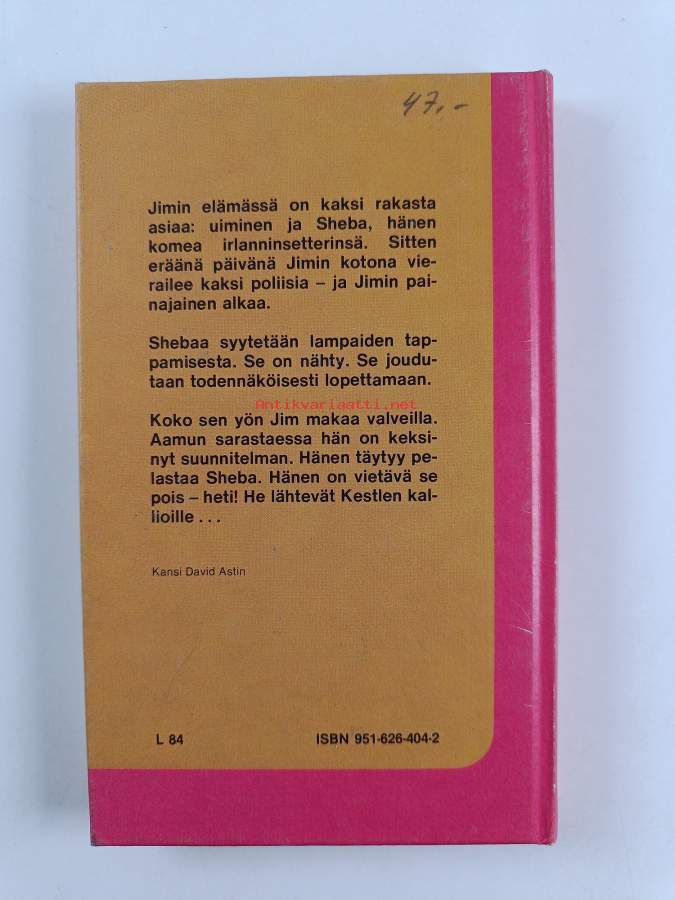 47,-
Jimin elämässä on kaksi rakasta
asiaa: uiminen ja Sheba, hänen
komea irlanninsetterinsä. Sitten
eräänä päivänä Jimin kotona vie-
railee kaksi poliisia – ja Jimin pai-
najainen alkaa.
Shebaa syytetään lampaiden tap-
pamisesta. Se on nähty. Se joudu-
taan todennäköisesti lopettamaan.
Antikvariaatti.net
Koko sen yön Jim makaa valveilla.
Aamun sarastaessa hän on keksi-
nyt suunnitelman. Hänen täytyy pe-
lastaa Sheba. Hänen on vietävä se
pois – heti! He lähtevät Kestlen kal-
lioille ...
Kansi David Astin
L 84 ISBN 951-626-404-2